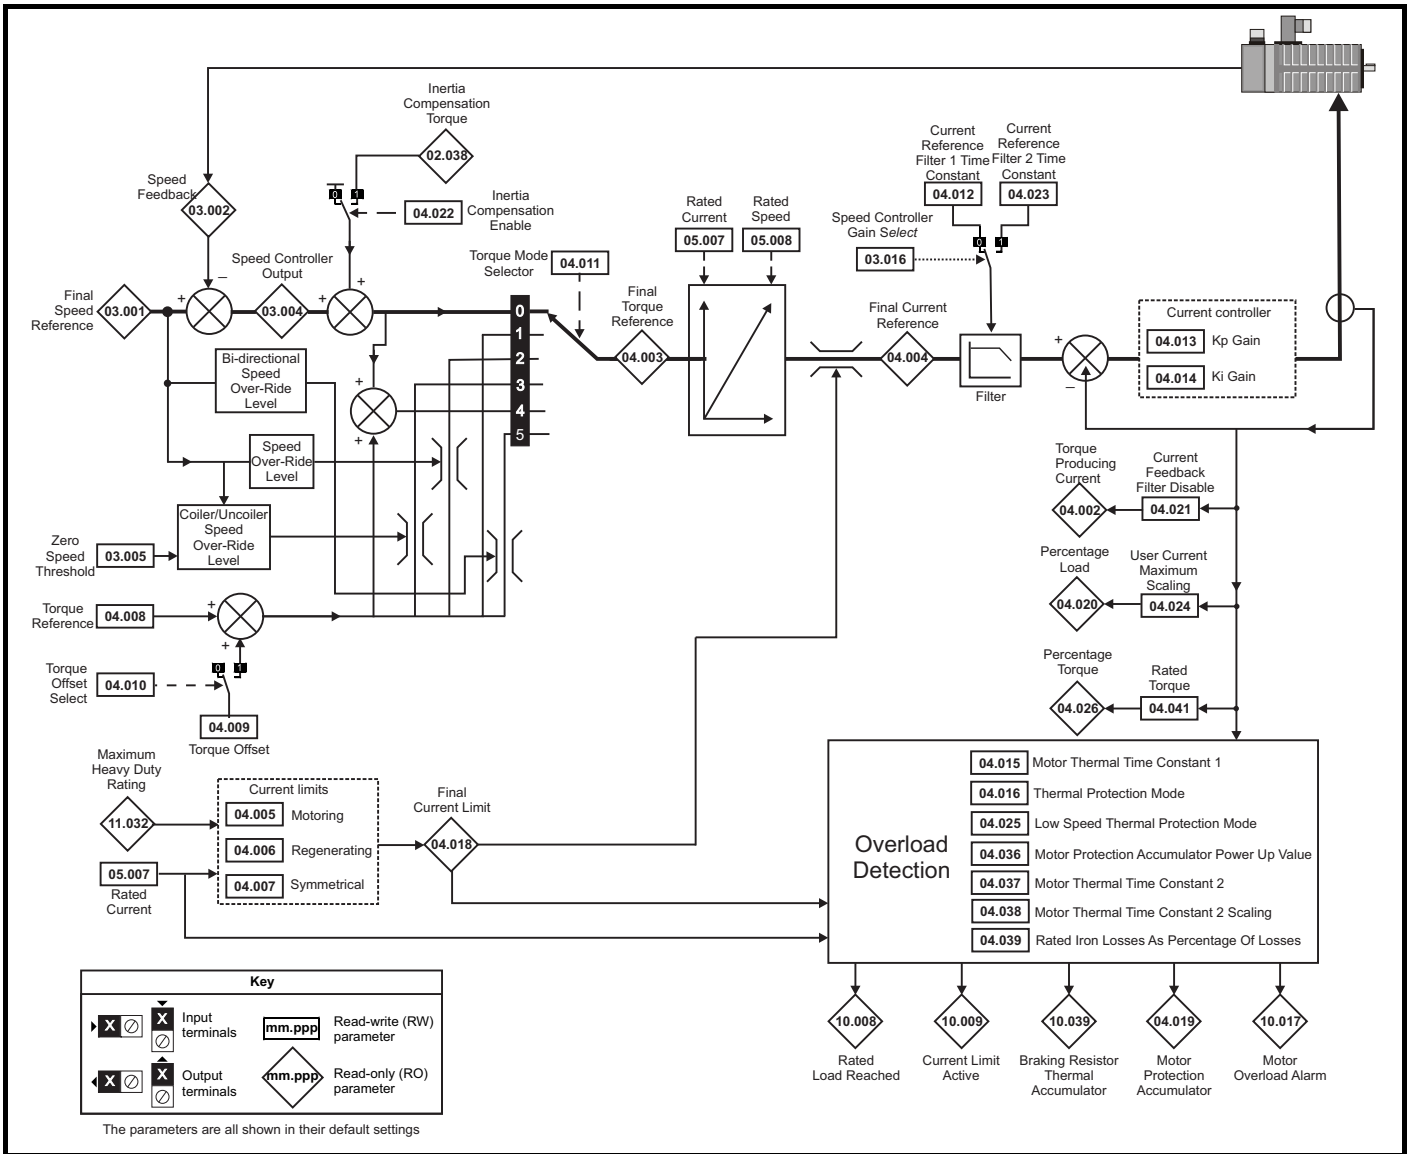 Inertia
Compensation
Torque
02.038
0
1
04.022
Inertia
Compensation
Enable
Speed
Feedback
03.002
–
Speed Controller
Output
Final
Speed
Reference
03.001
+
03.004
+
+
Torque Mode
Selector
04.011
Final
Torque
Reference
04.003
0
1
2
3
4
5
Rated
Current
05.007
Rated
Speed
05.008
Current
Reference
Filter 1 Time
Constant
04.012
Current
Reference
Filter 2 Time
Constant
04.023
Speed Controller
Gain Select
03.016
0
1
Final Current
Reference
04.004
Filter
+
–
Current controller
04.013
Kp Gain
04.014
Ki Gain
Bi-directional
Speed
Over-Ride
Level
+
+
Speed
Over-Ride
Level
Coiler/Uncoiler
Speed
Over-Ride
Level
Zero
Speed
Threshold
03.005
Torque
Reference
04.008
+
+
0
1
Torque
Offset
Select
04.010
04.009
Torque Offset
Torque
Producing
Current
04.002
Current
Feedback
Filter Disable
04.021
Percentage
Load
04.020
User Current
Maximum
Scaling
04.024
Percentage
Torque
04.026
Rated
Torque
04.041
Maximum
Heavy Duty
Rating
11.032
05.007
Rated
Current
Current limits
04.005
Motoring
04.006
Regenerating
04.007
Symmetrical
Final
Current Limit
04.018
Overload
Detection
04.015
Motor Thermal Time Constant 1
04.016
Thermal Protection Mode
04.025
Low Speed Thermal Protection Mode
04.036
Motor Protection Accumulator Power Up Value
04.037
Motor Thermal Time Constant 2
04.038
Motor Thermal Time Constant 2 Scaling
04.039
Rated Iron Losses As Percentage Of Losses
10.008
Rated
Load Reached
10.009
Current Limit
Active
10.039
Braking Resistor
Thermal
Accumulator
04.019
Motor
Protection
Accumulator
10.017
Motor
Overload Alarm
Key
X
X
Input
terminals
mm.ppp
Read-write (RW)
parameter
X
X
Output
terminals
mm.ppp
Read-only (RO)
parameter
The parameters are all shown in their default settings